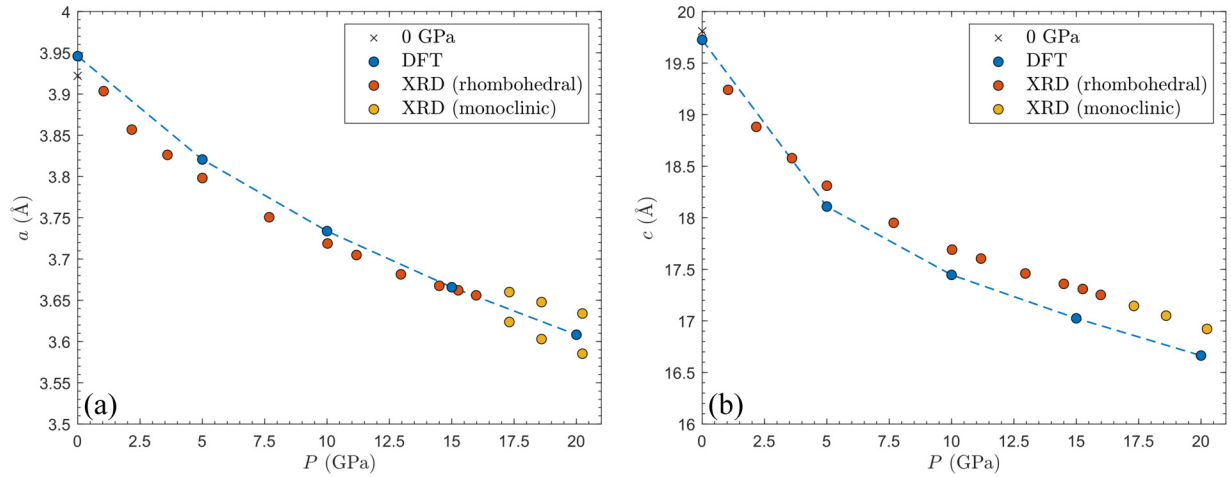 4
3.95
3.9
3.85
3.8
3.75
3.7
3.65
3.6
3.55
3.5
a (Å)
× 0 GPa
DFT
XRD (rhombohedral)
XRD (monoclinic)
(a)
0 2.5 5 7.5 10 12.5 15 17.5 20
P (GPa)
20
19.5
19
18.5
18
17.5
17
16.5
16
c (Å)
× 0 GPa
DFT
XRD (rhombohedral)
XRD (monoclinic)
(b)
0 2.5 5 7.5 10 12.5 15 17.5 20
P (GPa)